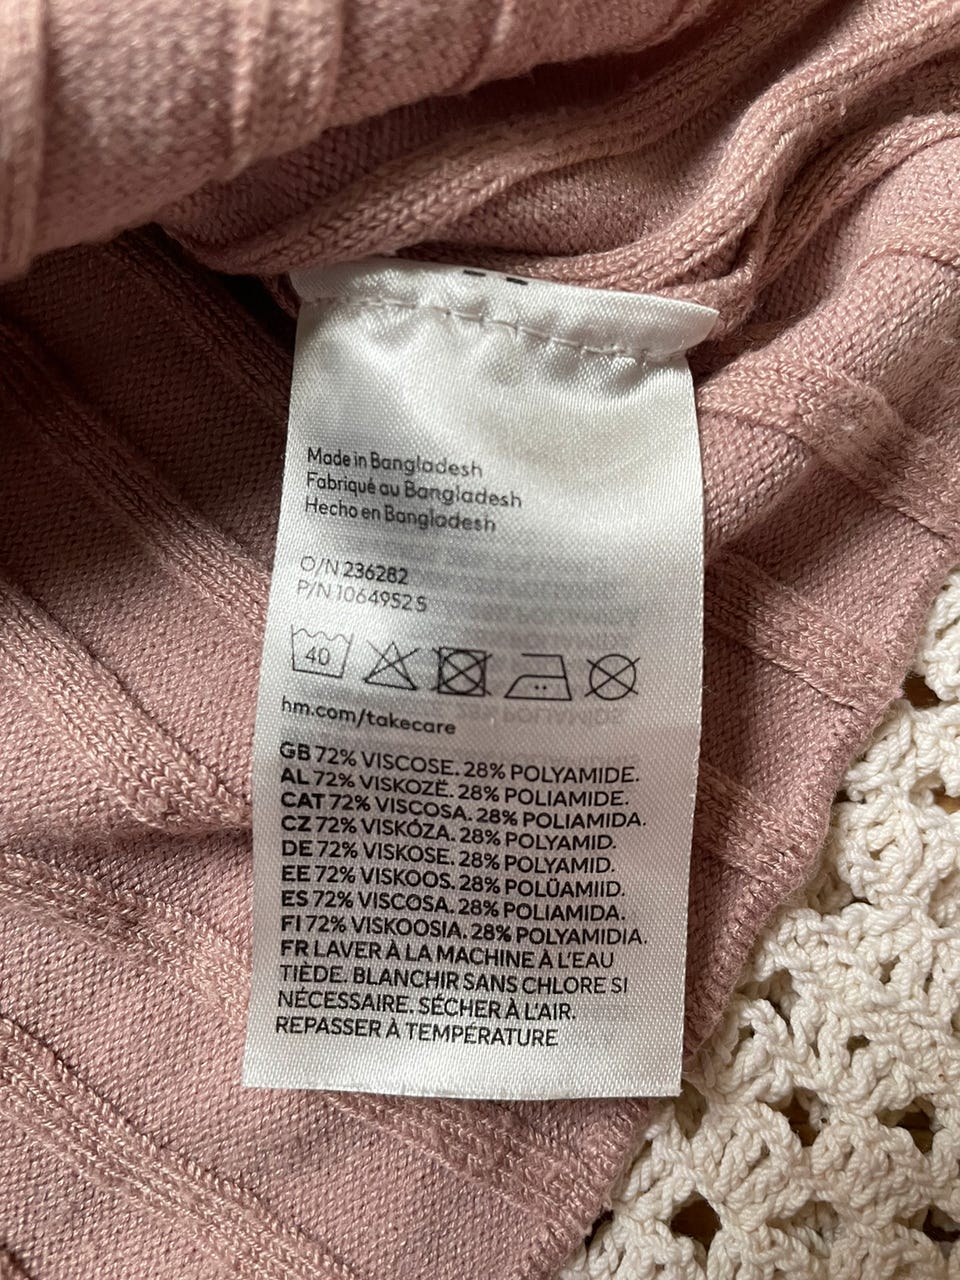 Made in Bangladesh
Fabriqué au Bangladesh
Hecho en Bangladesh
O/N 236282
P/N 1064952 S
40
hm.com/takecare
GB 72% VISCOSE. 28% POLYAMIDE.
AL 72% VISKOZË. 28% POLIAMIDE.
CAT 72% VISCOSA. 28% POLIAMIDA.
CZ 72% VISKÓZA. 28% POLYAMID.
DE 72% VISKOSE. 28% POLYAMID.
EE 72% VISKOOS. 28% POLÜAMIID.
ES 72% VISCOSA. 28% POLIAMIDA.
FI 72% VISKOOSIA. 28% POLYAMIDIA.
FR LAVER À LA MACHINE À L'EAU
TIÈDE. BLANCHIR SANS CHLORE SI
NÉCESSAIRE. SÉCHER À L'AIR.
REPASSER À TEMPÉRATURE